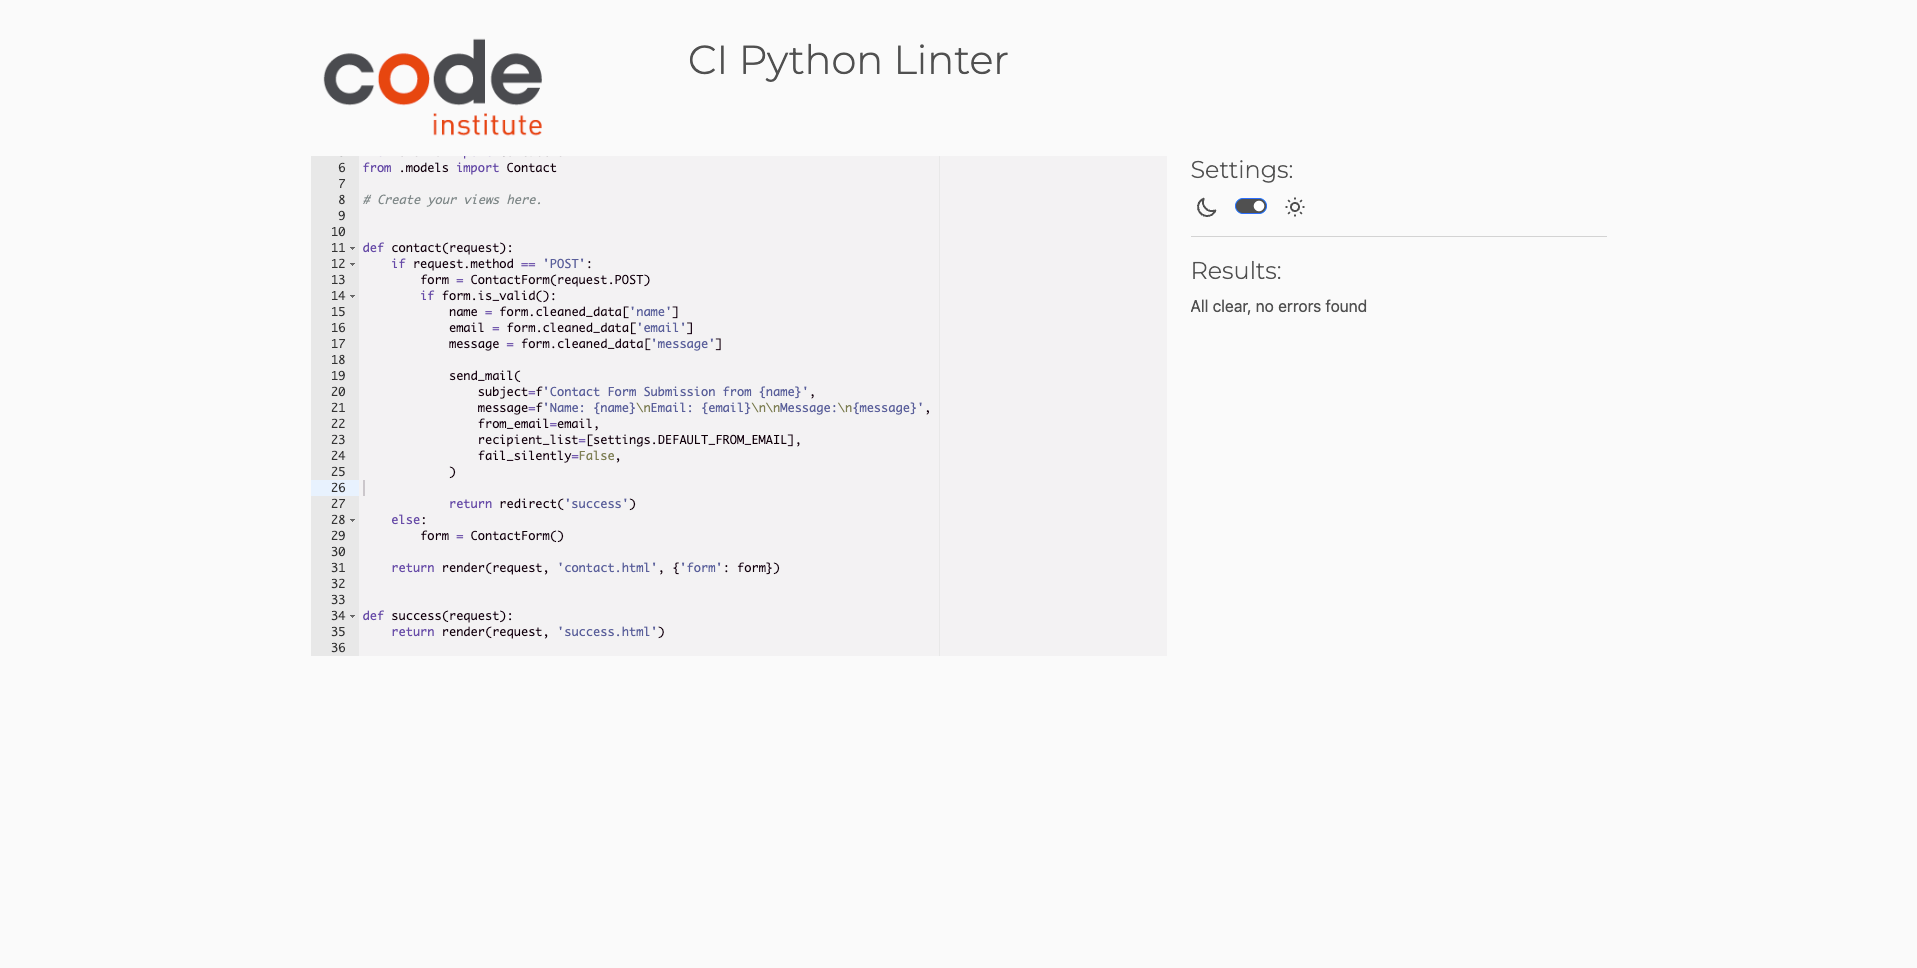 code
institute
CI Python Linter
6 from .models import Contact
7
8 # Create your views here.
9
10
11 def contact(request):
12     if request.method == 'POST':
13         form = ContactForm(request.POST)
14         if form.is_valid():
15             name = form.cleaned_data['name']
16             email = form.cleaned_data['email']
17             message = form.cleaned_data['message']
18
19             send_mail(
20                 subject=f'Contact Form Submission from {name}',
21                 message=f'Name: {name}\nEmail: {email}\n\nMessage:\n{message}',
22                 from_email=email,
23                 recipient_list=[settings.DEFAULT_FROM_EMAIL],
24                 fail_silently=False,
25             )
26
27             return redirect('success')
28     else:
29         form = ContactForm()
30
31     return render(request, 'contact.html', {'form': form})
32
33
34 def success(request):
35     return render(request, 'success.html')
36
Settings:
Results:
All clear, no errors found